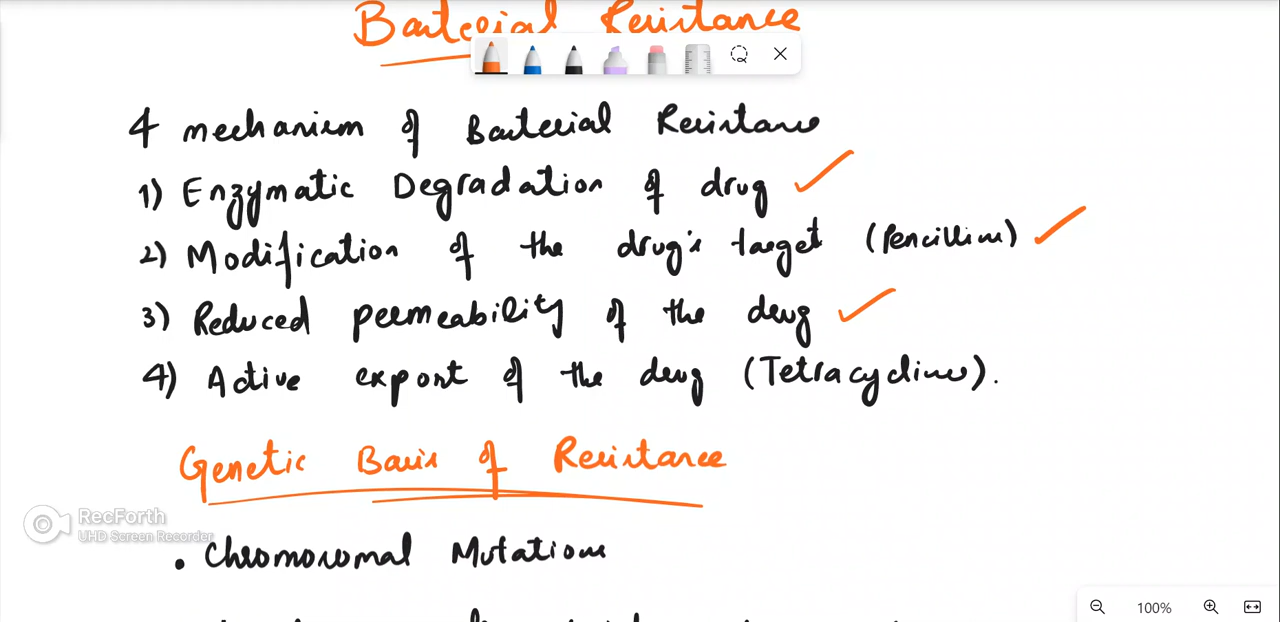 Bacterial Resistance
4 mechanism of Bacterial Resistance
1) Enzymatic Degradation of drug
2) Modification of the drug's target (Pencillins)
3) Reduced permeability of the drug
4) Active export of the drug (Tetracyclines).
Genetic Basis of Resistance
RecForth
UHD Screen Recorder
• Chromosomal Mutations
100%